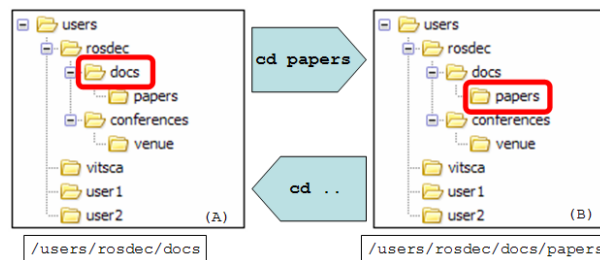 users
rosdec
docs
papers
conferences
venue
vitsca
user1
user2
(A)
/users/rosdec/docs
cd papers
cd ..
users
rosdec
docs
papers
conferences
venue
vitsca
user1
user2
(B)
/users/rosdec/docs/papers